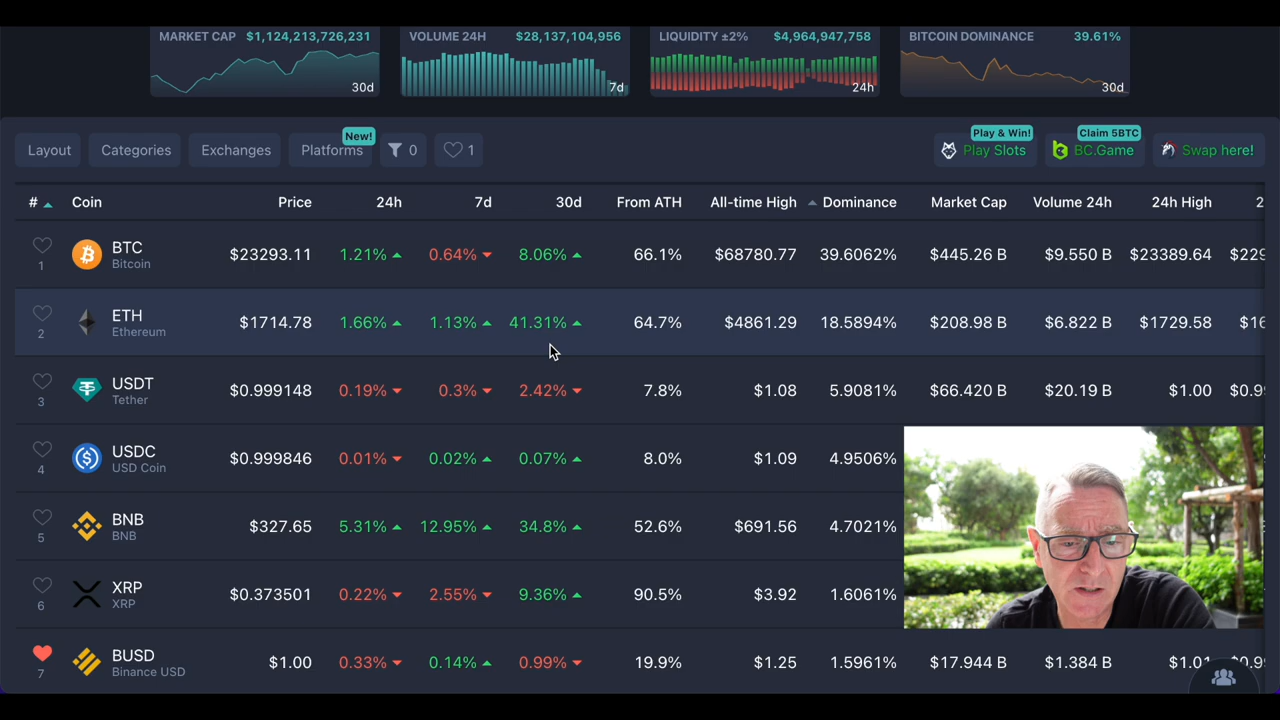 MARKET CAP $1,124,213,726,231
30d
VOLUME 24H $28,137,104,956
7d
LIQUIDITY ±2% $4,964,947,758
24h
BITCOIN DOMINANCE 39.61%
30d
Layout Categories Exchanges Platforms New! 0 1
Play & Win! Play Slots Claim 5BTC BC.Game Swap here!
# Coin Price 24h 7d 30d From ATH All-time High Dominance Market Cap Volume 24h 24h High 2
1 BTC Bitcoin $23293.11 1.21% 0.64% 8.06% 66.1% $68780.77 39.6062% $445.26 B $9.550 B $23389.64 $229
2 ETH Ethereum $1714.78 1.66% 1.13% 41.31% 64.7% $4861.29 18.5894% $208.98 B $6.822 B $1729.58 $16
3 USDT Tether $0.999148 0.19% 0.3% 2.42% 7.8% $1.08 5.9081% $66.420 B $20.19 B $1.00 $0.9
4 USDC USD Coin $0.999846 0.01% 0.02% 0.07% 8.0% $1.09 4.9506%
5 BNB BNB $327.65 5.31% 12.95% 34.8% 52.6% $691.56 4.7021%
6 XRP XRP $0.373501 0.22% 2.55% 9.36% 90.5% $3.92 1.6061%
7 BUSD Binance USD $1.00 0.33% 0.14% 0.99% 19.9% $1.25 1.5961% $17.944 B $1.384 B $1.01